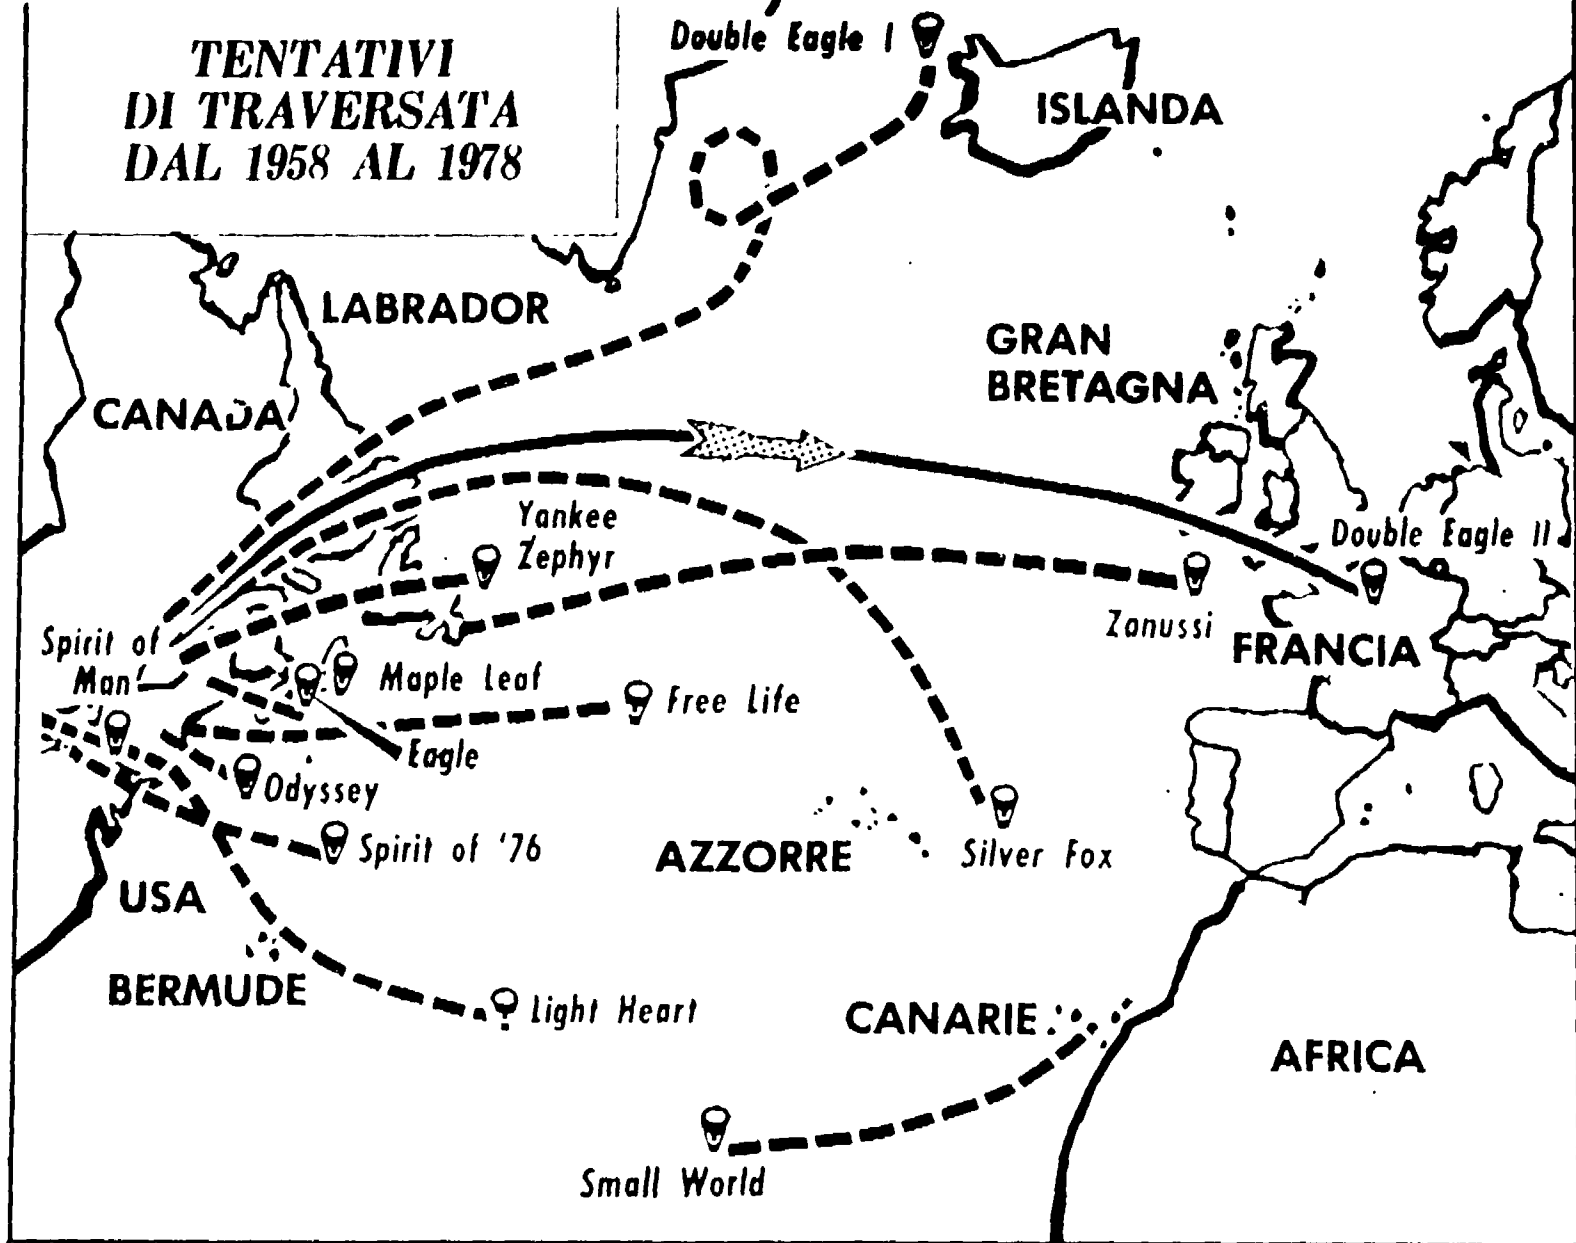 TENTATIVI
DI TRAVERSATA
DAL 1958 AL 1978
Double Eagle I
ISLANDA
LABRADOR
GRAN
BRETAGNA
CANADA
Yankee
Zephyr
Double Eagle II
Zanussi
Spirit of
Man
FRANCIA
Maple Leaf
Free Life
Eagle
Odyssey
Spirit of '76
AZZORRE
Silver Fox
USA
BERMUDE
Light Heart
CANARIE
AFRICA
Small World